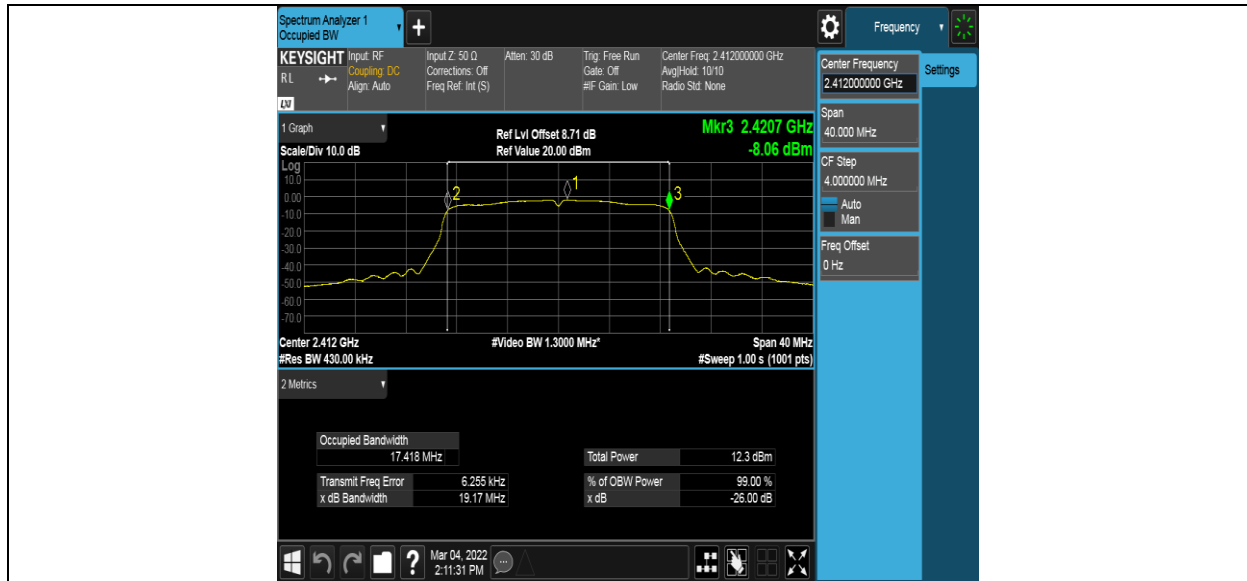 Spectrum Analyzer 1
Occupied BW
+
Frequency
KEYSIGHT
RL
LXI
Input: RF
Coupling: DC
Align: Auto
Input Z: 50 Ω
Corrections: Off
Freq Ref: Int (S)
Atten: 30 dB
Trig: Free Run
Gate: Off
#IF Gain: Low
Center Freq: 2.412000000 GHz
Avg|Hold: 10/10
Radio Std: None
Center Frequency
2.412000000 GHz
Settings
Span
40.000 MHz
CF Step
4.000000 MHz
Auto
Man
Freq Offset
0 Hz
1 Graph
Scale/Div 10.0 dB
Ref Lvl Offset 8.71 dB
Ref Value 20.00 dBm
Mkr3 2.4207 GHz
-8.06 dBm
Log
10.0
0.00
-10.0
-20.0
-30.0
-40.0
-50.0
-60.0
-70.0
2
1
3
Center 2.412 GHz
#Video BW 1.3000 MHz*
Span 40 MHz
#Res BW 430.00 kHz
#Sweep 1.00 s (1001 pts)
2 Metrics
Occupied Bandwidth
17.418 MHz
Total Power 12.3 dBm
Transmit Freq Error 6.255 kHz
% of OBW Power 99.00 %
x dB Bandwidth 19.17 MHz
x dB -26.00 dB
?
Mar 04, 2022
2:11:31 PM